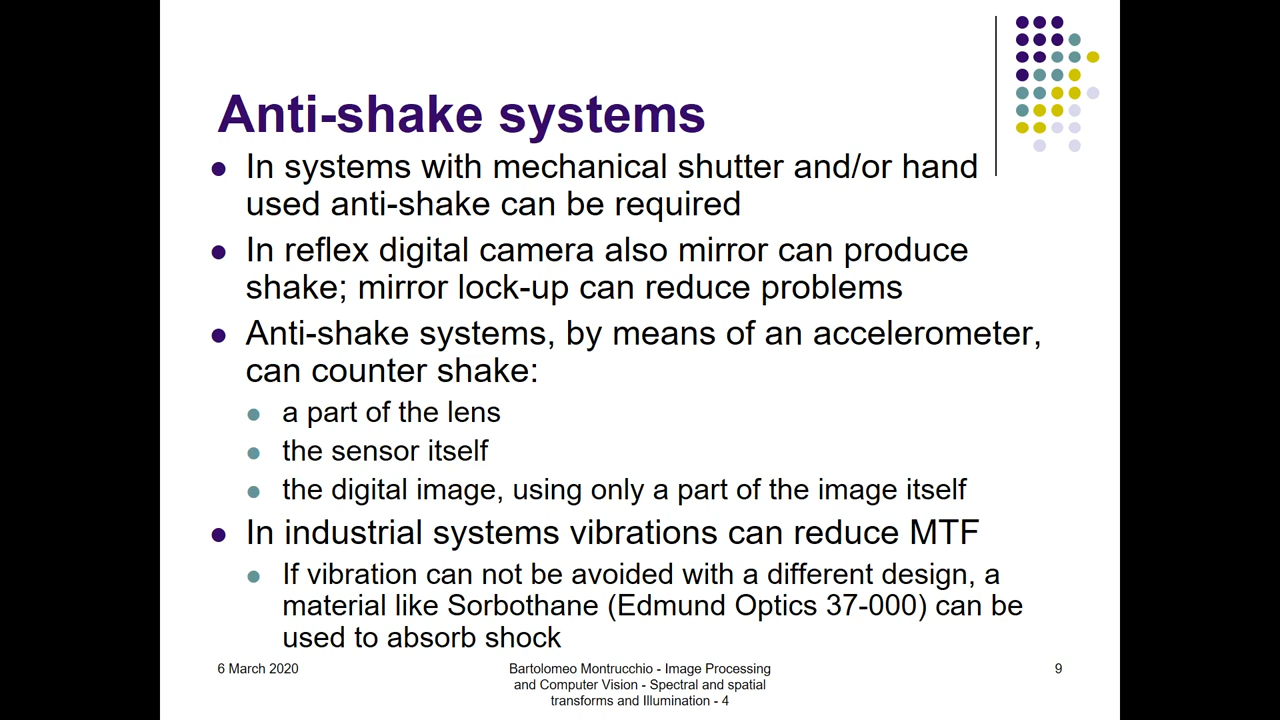 Anti-shake systems
In systems with mechanical shutter and/or hand
used anti-shake can be required
In reflex digital camera also mirror can produce
shake; mirror lock-up can reduce problems
Anti-shake systems, by means of an accelerometer,
can counter shake:
a part of the lens
the sensor itself
the digital image, using only a part of the image itself
In industrial systems vibrations can reduce MTF
If vibration can not be avoided with a different design, a
material like Sorbothane (Edmund Optics 37-000) can be
used to absorb shock
6 March 2020
Bartolomeo Montrucchio - Image Processing
and Computer Vision - Spectral and spatial
transforms and Illumination - 4
9